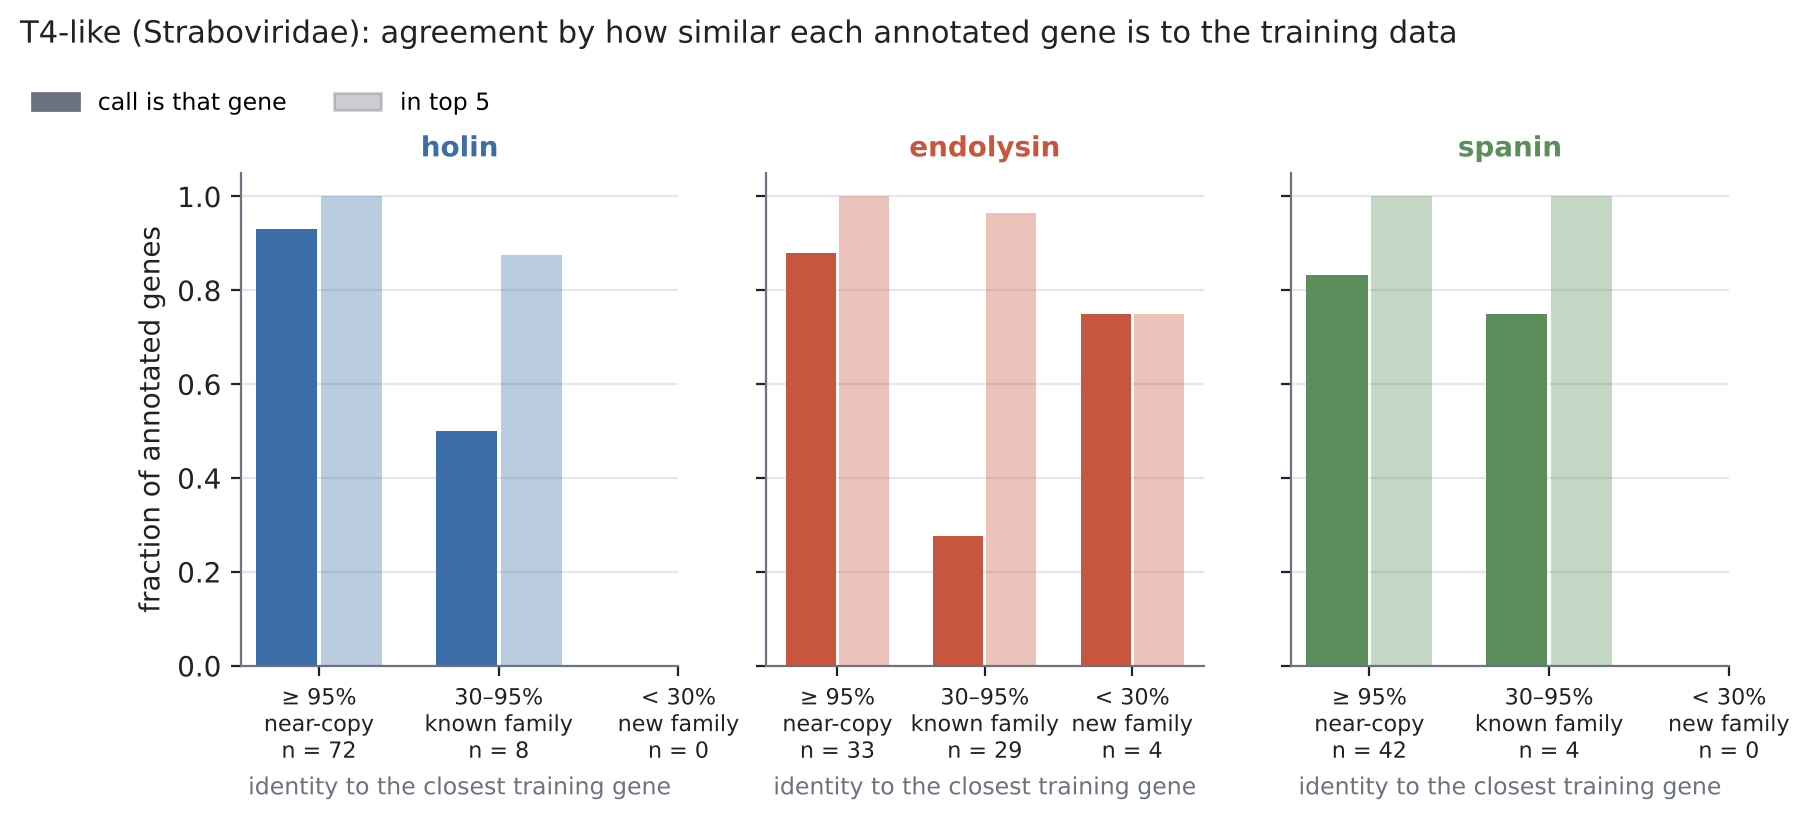 T4-like (Straboviridae): agreement by how similar each annotated gene is to the training data
call is that gene
in top 5
holin
endolysin
spanin
fraction of annotated genes
1.0
0.8
0.6
0.4
0.2
0.0
≥ 95%
near-copy
n = 72
30–95%
known family
n = 8
< 30%
new family
n = 0
identity to the closest training gene
≥ 95%
near-copy
n = 33
30–95%
known family
n = 29
< 30%
new family
n = 4
identity to the closest training gene
≥ 95%
near-copy
n = 42
30–95%
known family
n = 4
< 30%
new family
n = 0
identity to the closest training gene